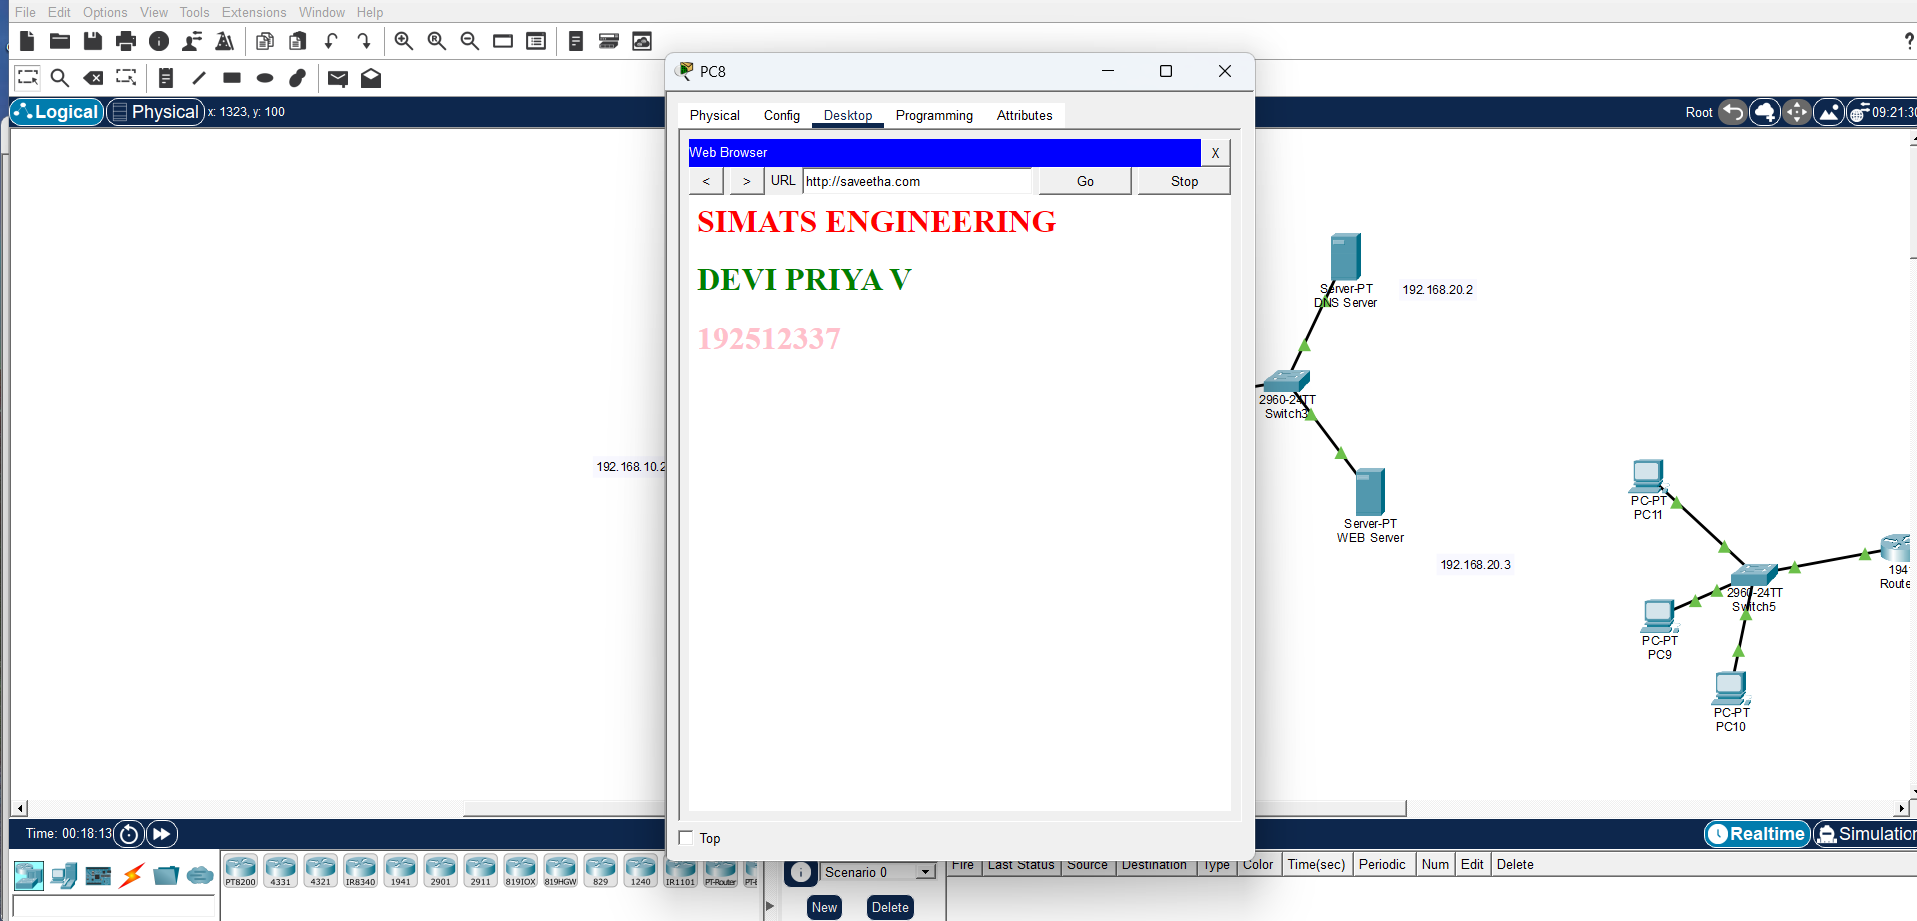 File Edit Options View Tools Extensions Window Help
?
Logical Physical x: 1323, y: 100
Root 09:21:30
PC8
Physical Config Desktop Programming Attributes
Web Browser X
< > URL http://saveetha.com Go Stop
SIMATS ENGINEERING
DEVI PRIYA V
192512337
Top
192.168.10.2
Server-PT
DNS Server
192.168.20.2
2960-24TT
Switch3
Server-PT
WEB Server
192.168.20.3
PC-PT
PC11
194
Route
2960-24TT
Switch5
PC-PT
PC9
PC-PT
PC10
Time: 00:18:13
Realtime Simulation
PT8200 4331 4321 IR8340 1941 2901 2911 819IOX 819HGW 829 1240 IR1101 PT-Router PT-E
Scenario 0
New Delete
Fire Last Status Source Destination Type Color Time(sec) Periodic Num Edit Delete